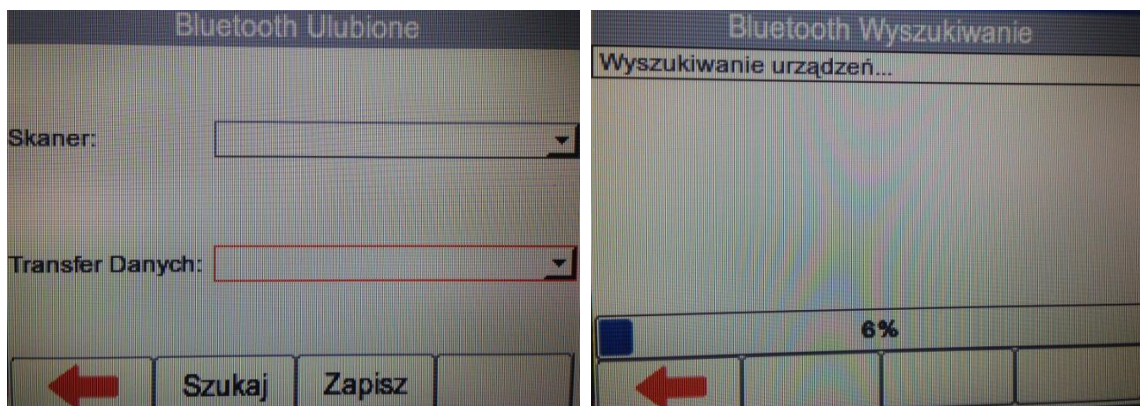 Bluetooth Ulubione
Skaner:
Transfer Danych:
Szukaj Zapisz
Bluetooth Wyszukiwanie
Wyszukiwanie urządzeń...
6%